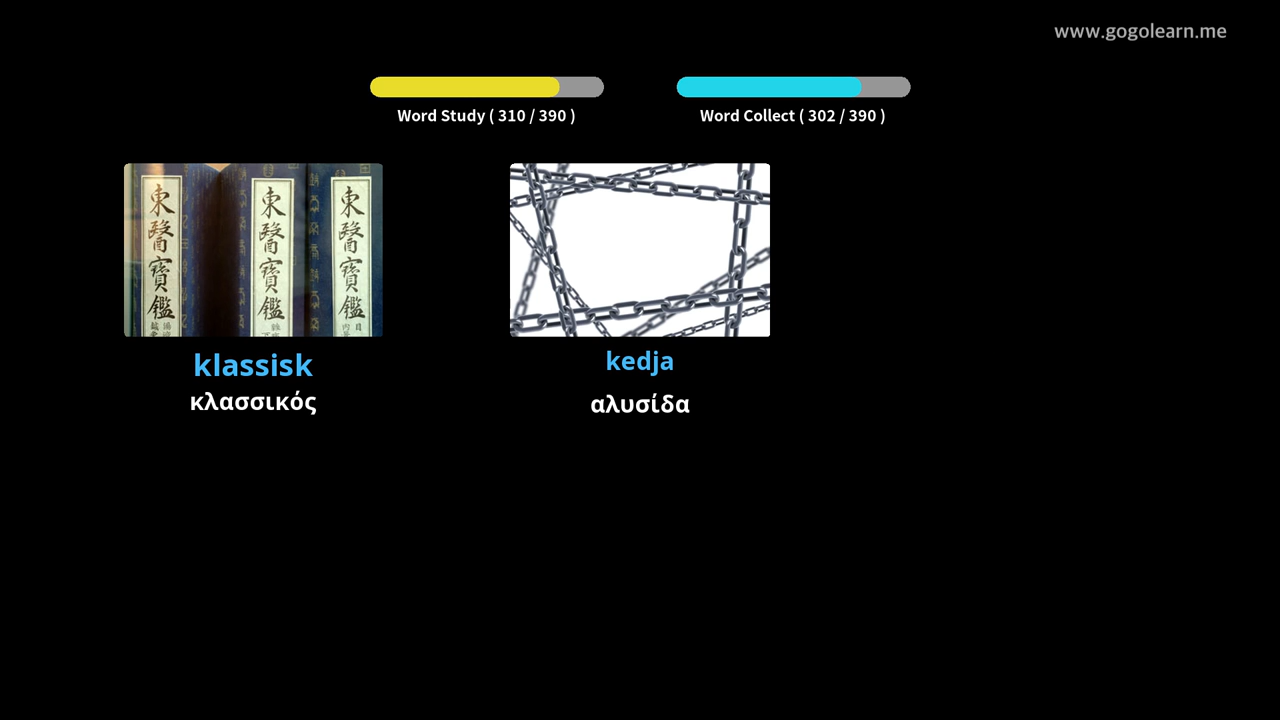 www.gogolearn.me
Word Study ( 310 / 390 )
Word Collect ( 302 / 390 )
東醫寶鑑
東醫寶鑑
東醫寶鑑
klassisk
κλασσικός
kedja
αλυσίδα